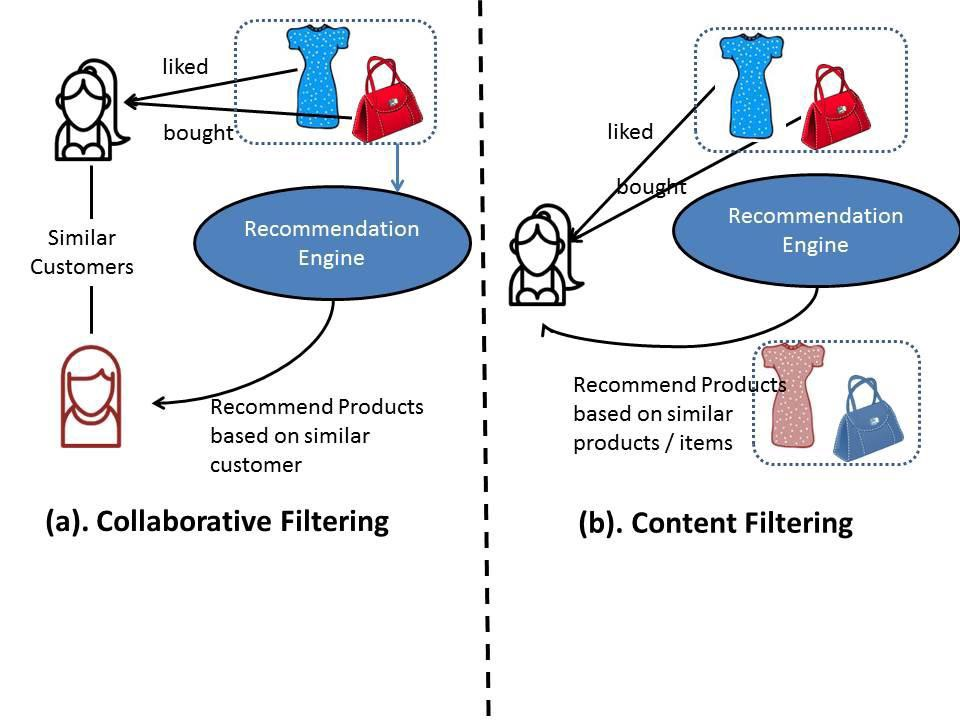 liked
bought
Recommendation
Engine
Similar
Customers
Recommend Products
based on similar
customer
(a). Collaborative Filtering
liked
bought
Recommendation
Engine
Recommend Products
based on similar
products / items
(b). Content Filtering